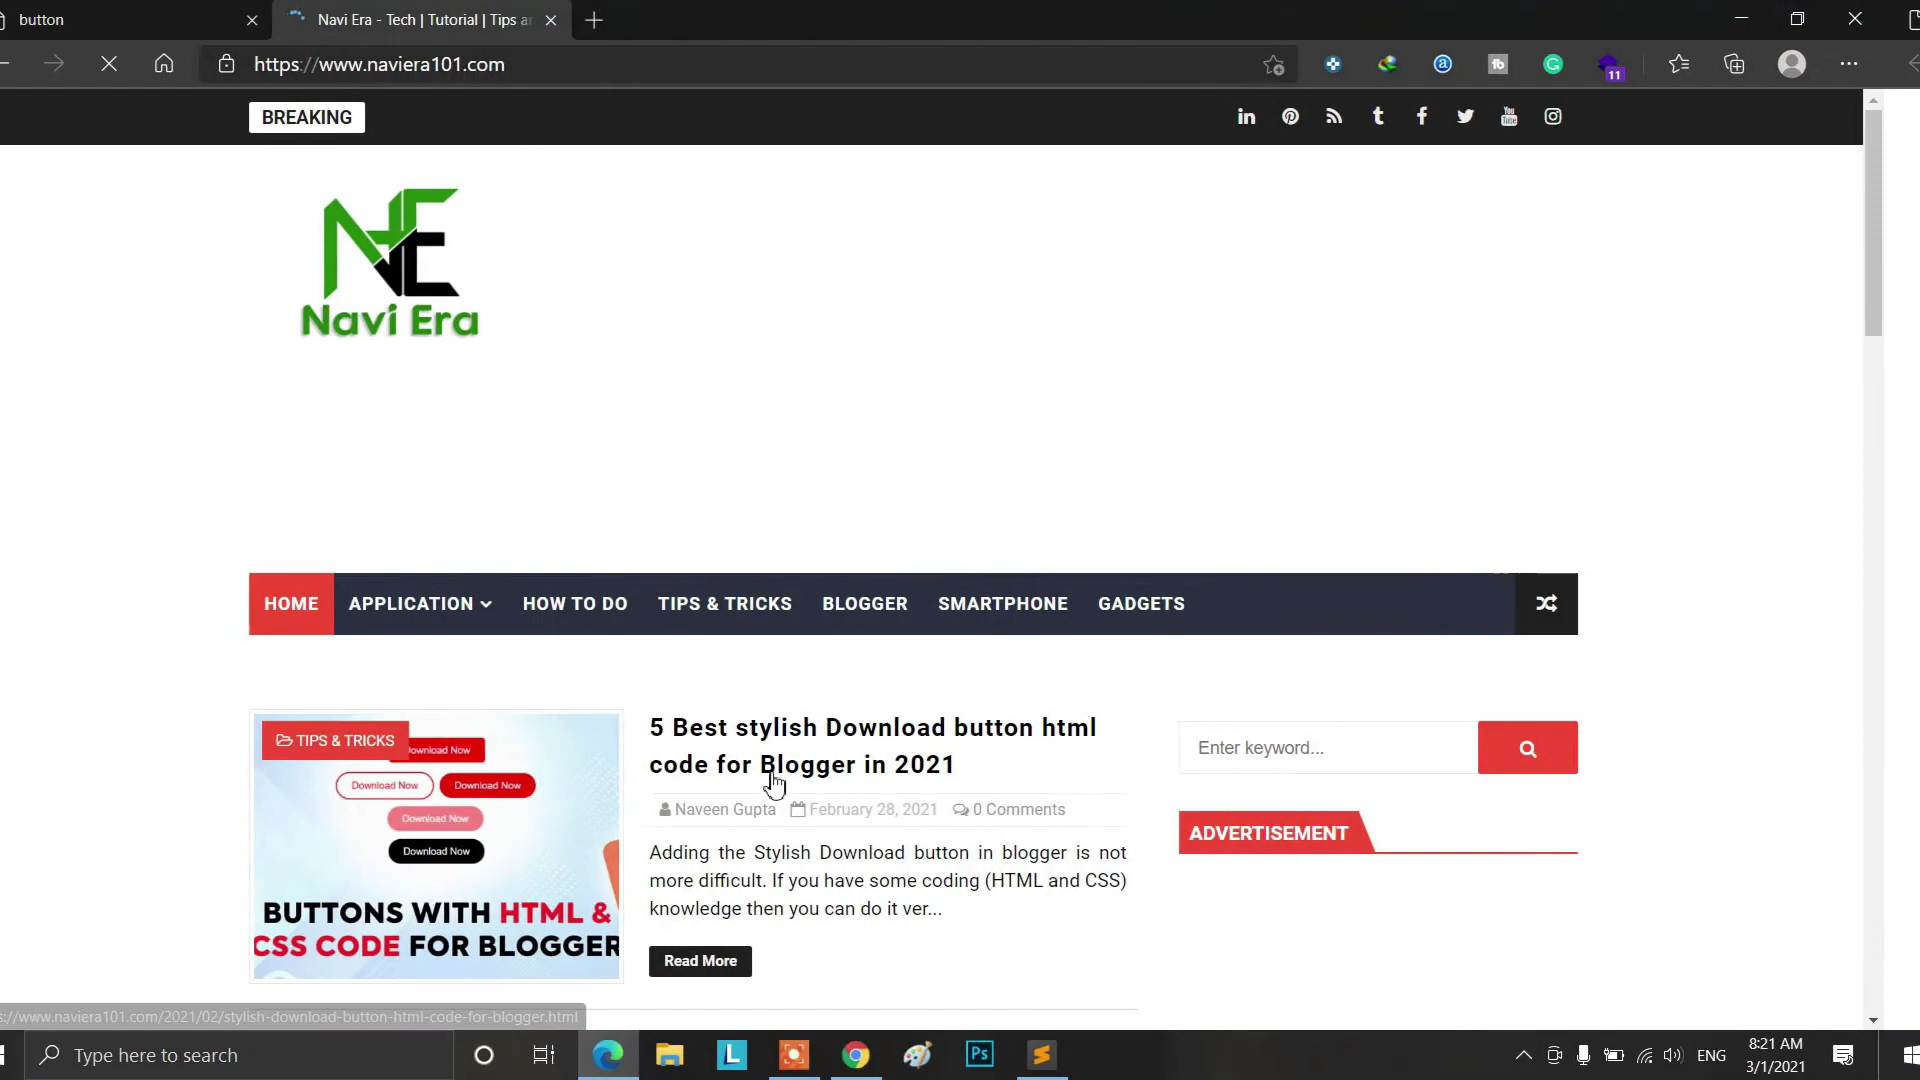 button
Navi Era - Tech | Tutorial | Tips ar
https://www.naviera101.com
11
BREAKING
Navi Era
HOME APPLICATION HOW TO DO TIPS & TRICKS BLOGGER SMARTPHONE GADGETS
TIPS & TRICKS
ownload Now
Download Now Download Now
Download Now
Download Now
BUTTONS WITH HTML &
CSS CODE FOR BLOGGER
5 Best stylish Download button html
code for Blogger in 2021
Naveen Gupta February 28, 2021 0 Comments
Adding the Stylish Download button in blogger is not
more difficult. If you have some coding (HTML and CSS)
knowledge then you can do it ver...
Read More
Enter keyword...
ADVERTISEMENT
s://www.naviera101.com/2021/02/stylish-download-button-html-code-for-blogger.html
Type here to search
L
Ps
ENG
8:21 AM
3/1/2021